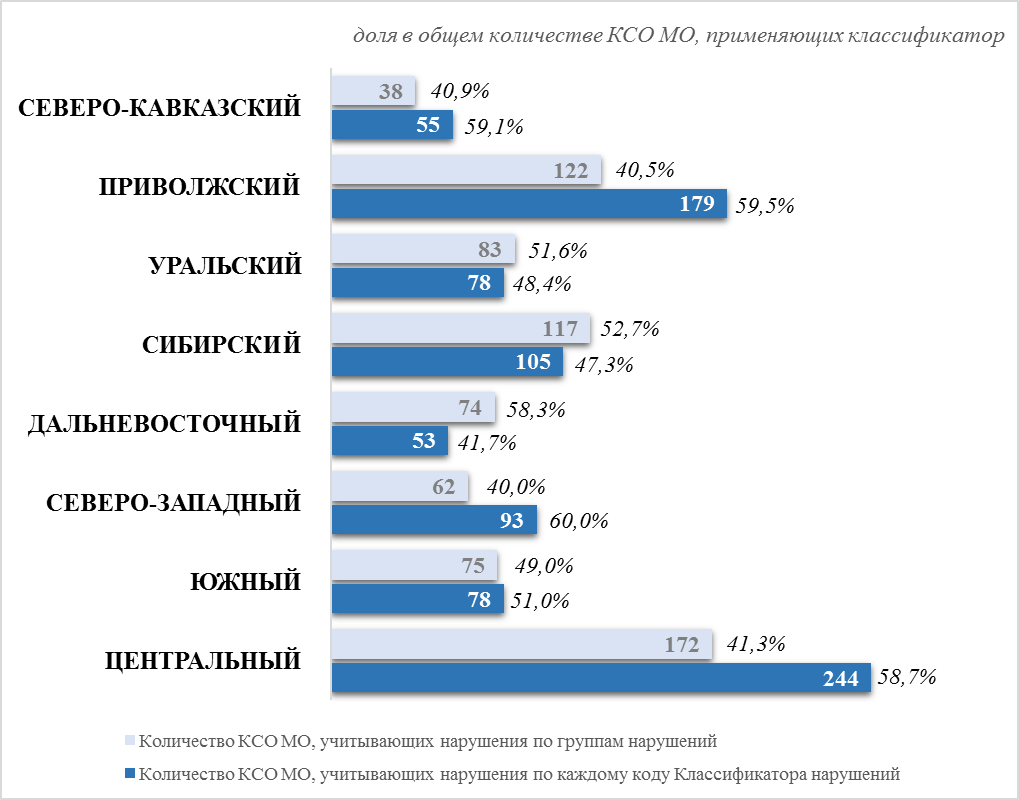 доля в общем количестве КСО МО, применяющих классификатор
СЕВЕРО-КАВКАЗСКИЙ
38 40,9%
55 59,1%
ПРИВОЛЖСКИЙ
122 40,5%
179 59,5%
УРАЛЬСКИЙ
83 51,6%
78 48,4%
СИБИРСКИЙ
117 52,7%
105 47,3%
ДАЛЬНЕВОСТОЧНЫЙ
74 58,3%
53 41,7%
СЕВЕРО-ЗАПАДНЫЙ
62 40,0%
93 60,0%
ЮЖНЫЙ
75 49,0%
78 51,0%
ЦЕНТРАЛЬНЫЙ
172 41,3%
244 58,7%
Количество КСО МО, учитывающих нарушения по группам нарушений
Количество КСО МО, учитывающих нарушения по каждому коду Классификатора нарушений